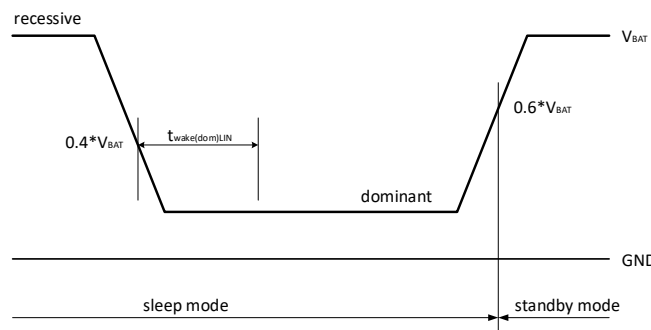 recessive
VBAT
0.4*VBAT
twake(dom)LIN
0.6*VBAT
dominant
GND
sleep mode
standby mode